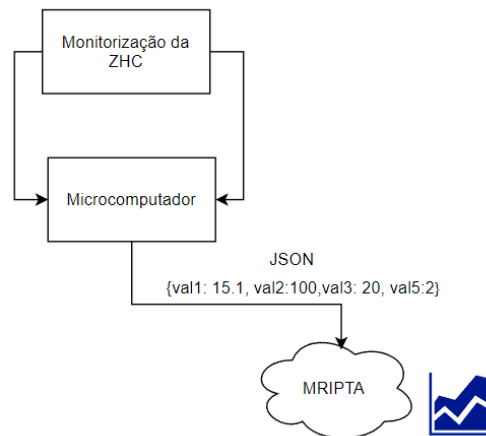 Monitorização da
ZHC
Microcomputador
JSON
{val1: 15.1, val2:100,val3: 20, val5:2}
MRIPTA